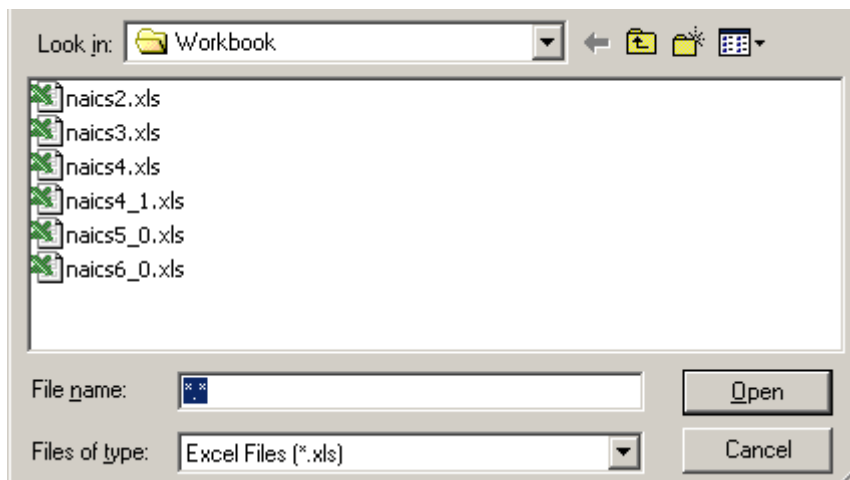 Look in: Workbook
naics2.xls
naics3.xls
naics4.xls
naics4_1.xls
naics5_0.xls
naics6_0.xls
File name: *.* Open
Files of type: Excel Files (*.xls) Cancel